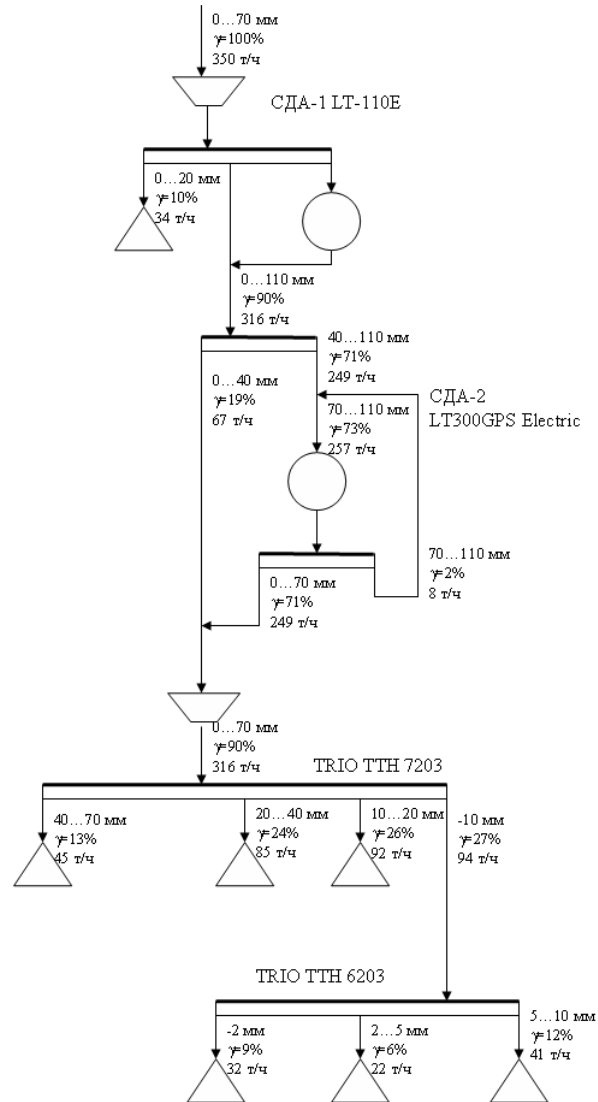 0...70 мм
γ=100%
350 т/ч
СДА-1 LT-110E
0...20 мм
γ=10%
34 т/ч
0...110 мм
γ=90%
316 т/ч
40...110 мм
γ=71%
249 т/ч
0...40 мм
γ=19%
67 т/ч
70...110 мм
γ=73%
257 т/ч
СДА-2
LT300GPS Electric
70...110 мм
γ=2%
8 т/ч
0...70 мм
γ=71%
249 т/ч
0...70 мм
γ=90%
316 т/ч
TRIO TTH 7203
40...70 мм
γ=13%
45 т/ч
20...40 мм
γ=24%
85 т/ч
10...20 мм
γ=26%
92 т/ч
-10 мм
γ=27%
94 т/ч
TRIO TTH 6203
-2 мм
γ=9%
32 т/ч
2...5 мм
γ=6%
22 т/ч
5...10 мм
γ=12%
41 т/ч